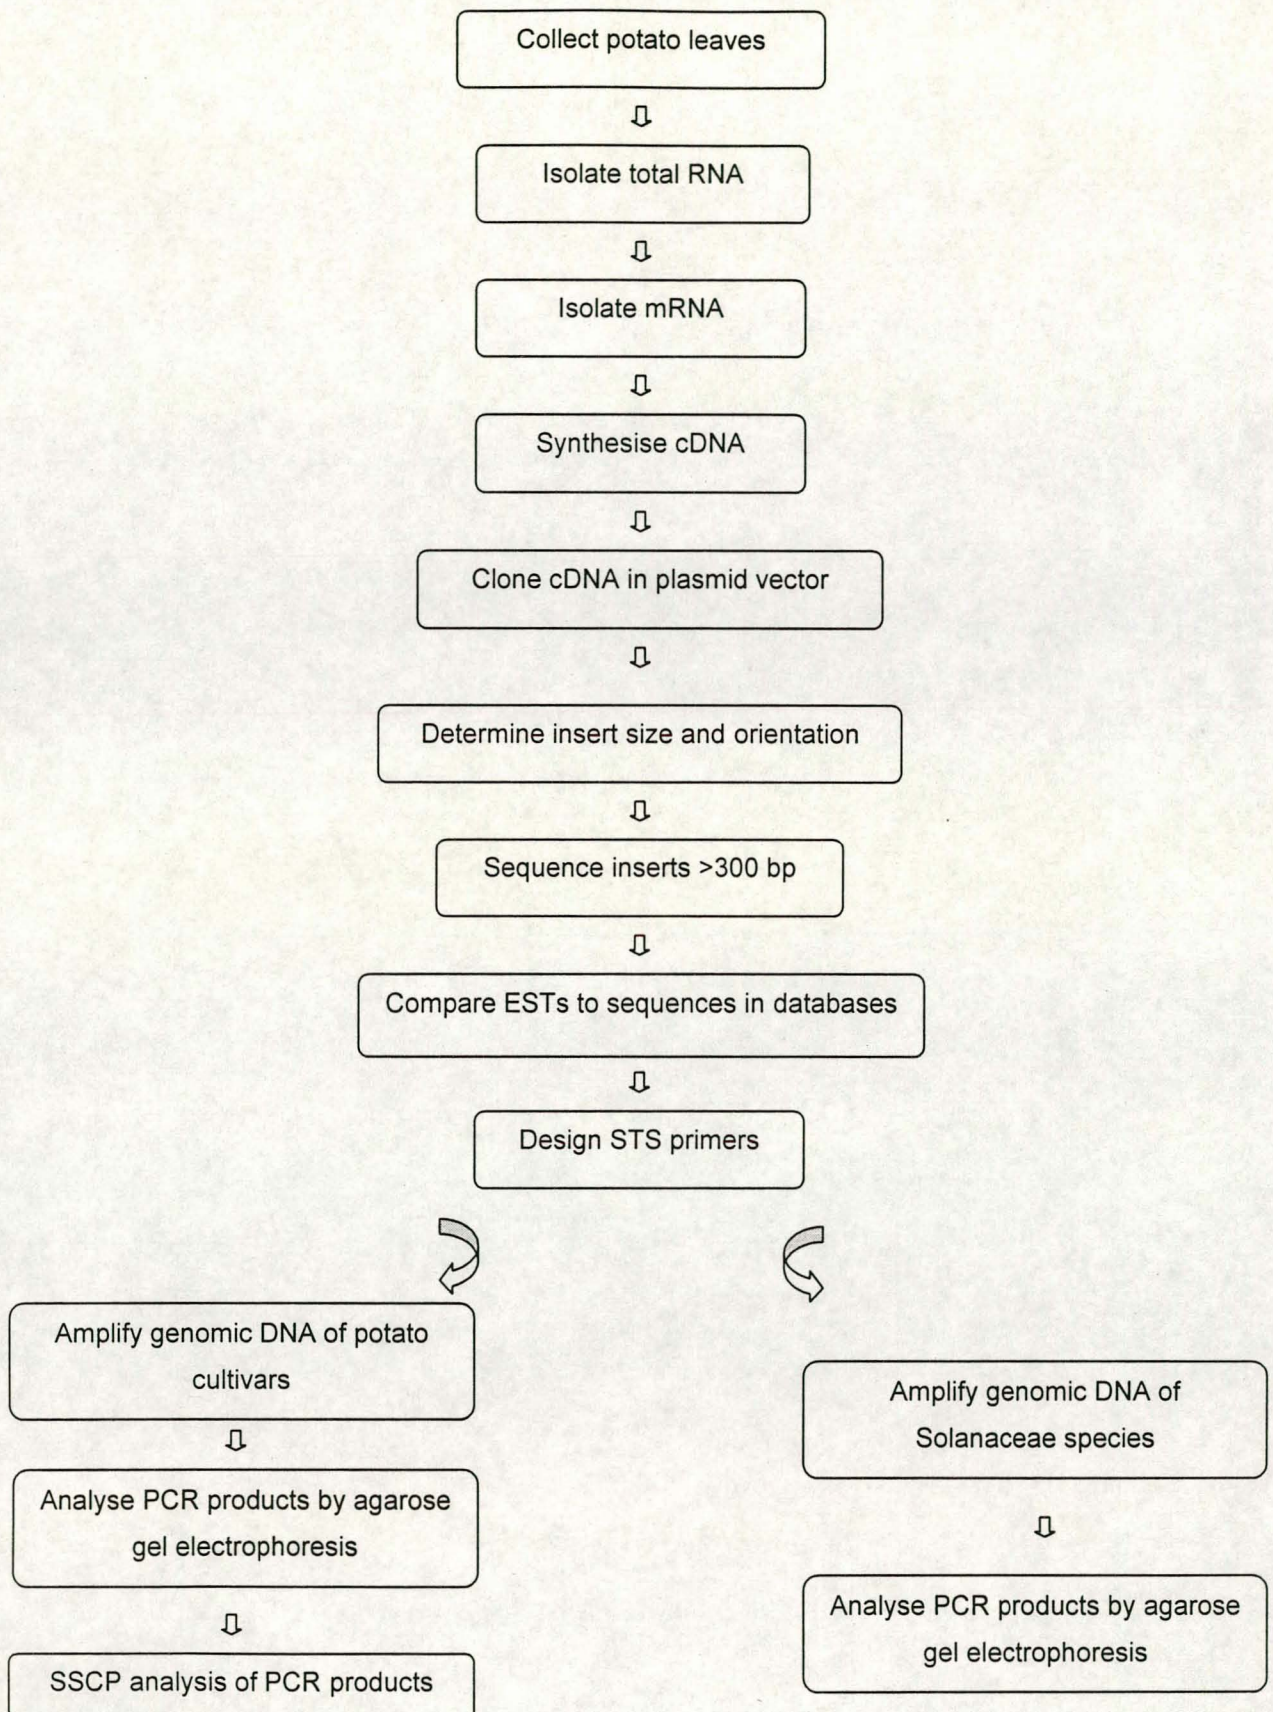 Collect potato leaves
Isolate total RNA
Isolate mRNA
Synthesise cDNA
Clone cDNA in plasmid vector
Determine insert size and orientation
Sequence inserts >300 bp
Compare ESTs to sequences in databases
Design STS primers
Amplify genomic DNA of potato
cultivars
Analyse PCR products by agarose
gel electrophoresis
SSCP analysis of PCR products
Amplify genomic DNA of
Solanaceae species
Analyse PCR products by agarose
gel electrophoresis